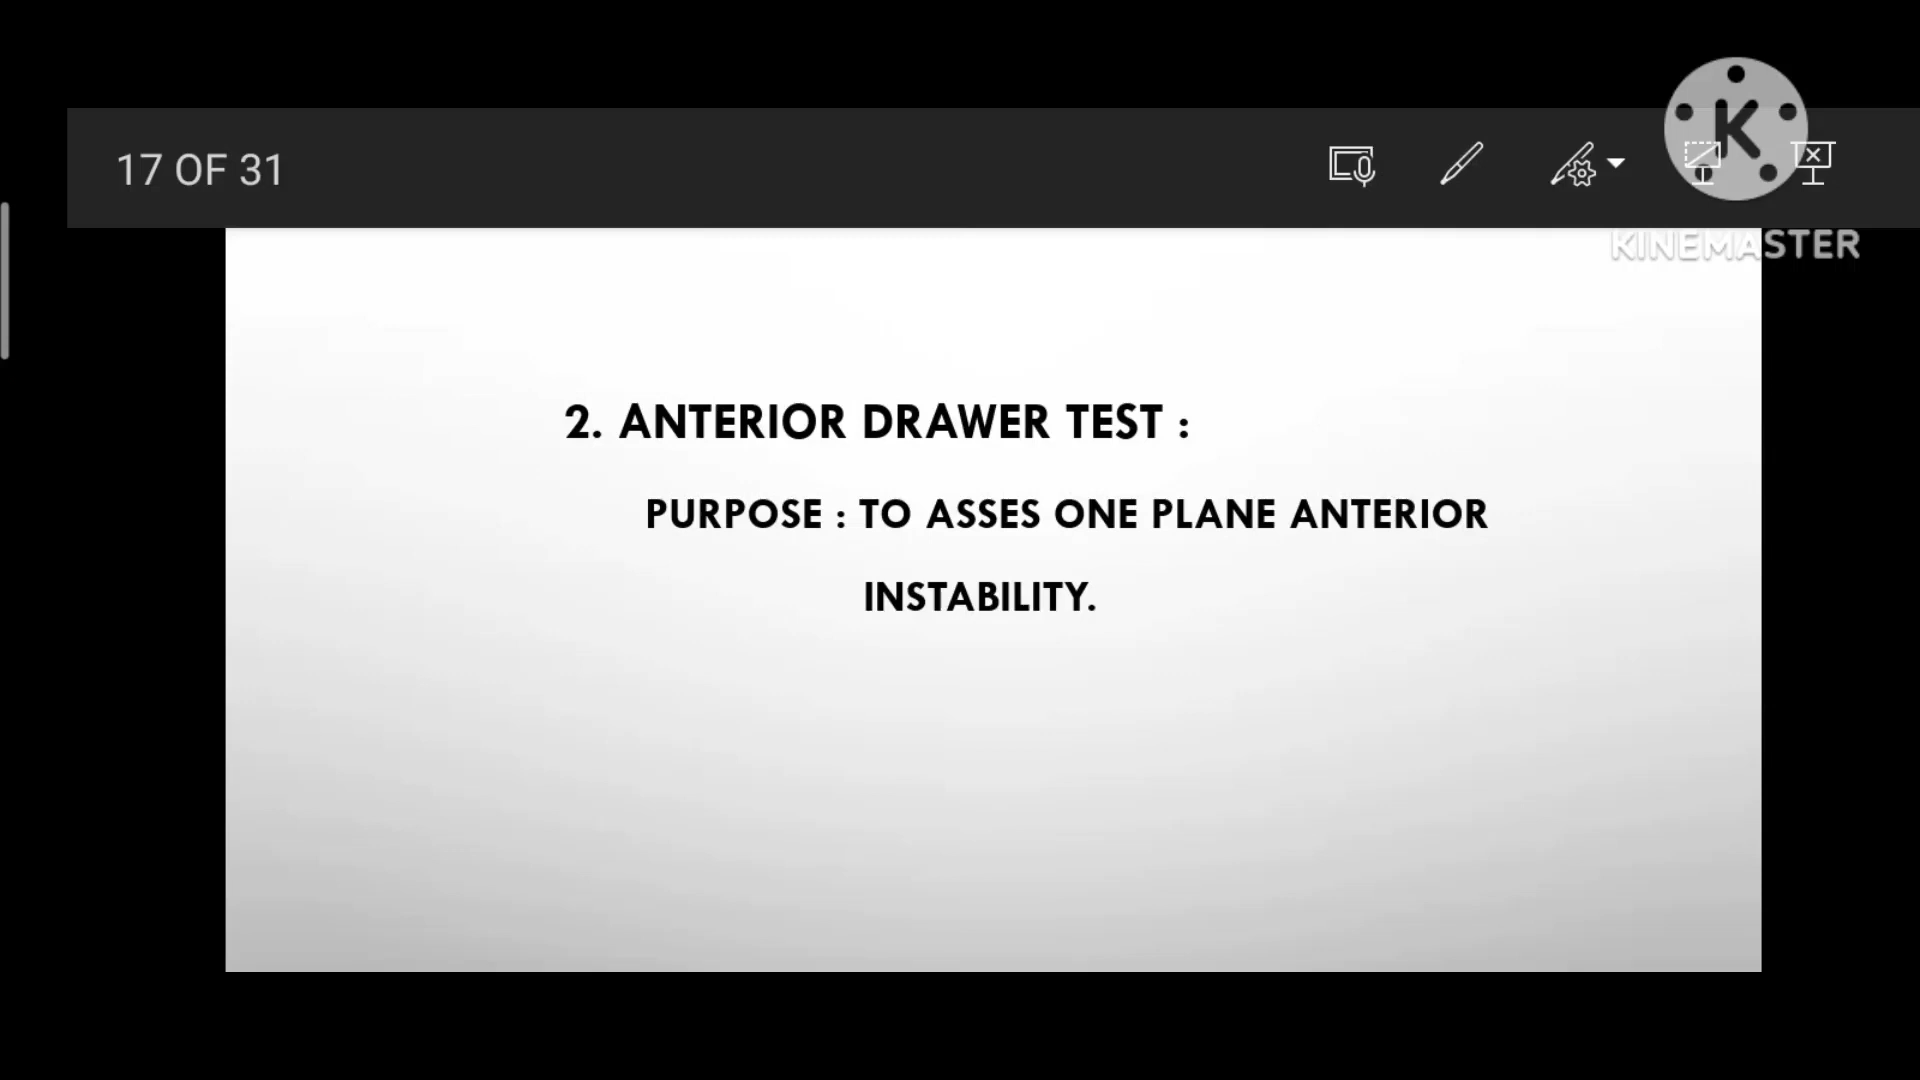 17 OF 31
K
KINEMASTER
2. ANTERIOR DRAWER TEST :
PURPOSE : TO ASSES ONE PLANE ANTERIOR
INSTABILITY.